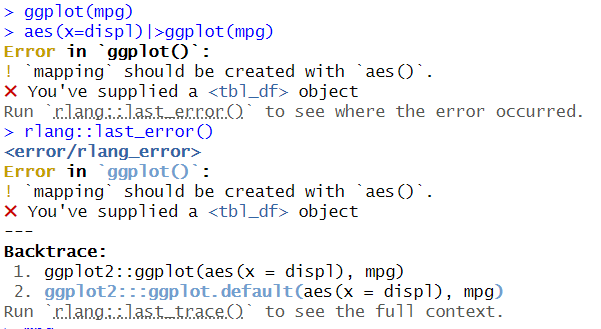 > ggplot(mpg)
> aes(x=displ)|>ggplot(mpg)
Error in `ggplot()`:
! `mapping` should be created with `aes()`.
✖ You've supplied a <tbl_df> object
Run `rlang::last_error()` to see where the error occurred.
> rlang::last_error()
<error/rlang_error>
Error in `ggplot()`:
! `mapping` should be created with `aes()`.
✖ You've supplied a <tbl_df> object
---
Backtrace:
1. ggplot2::ggplot(aes(x = displ), mpg)
2. ggplot2:::ggplot.default(aes(x = displ), mpg)
Run `rlang::last_trace()` to see the full context.